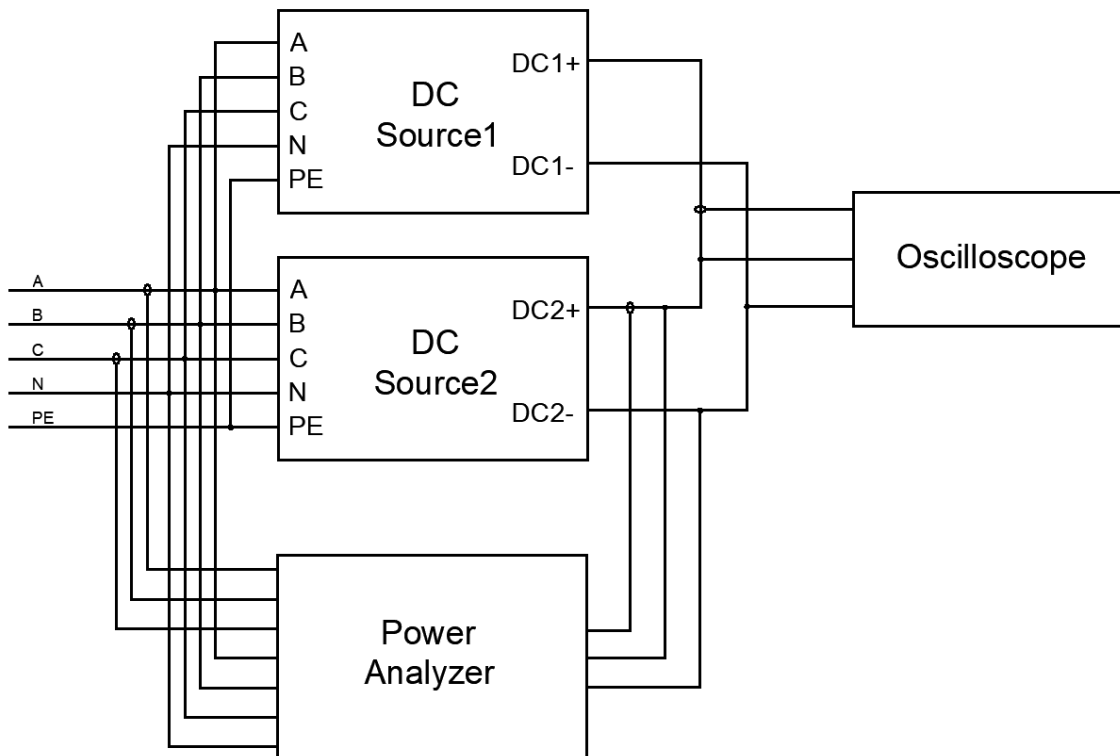 A
B
C
N
PE
DC
Source1
DC1+
DC1-
Oscilloscope
A
B
C
N
PE
A
B
C
N
PE
DC
Source2
DC2+
DC2-
Power
Analyzer